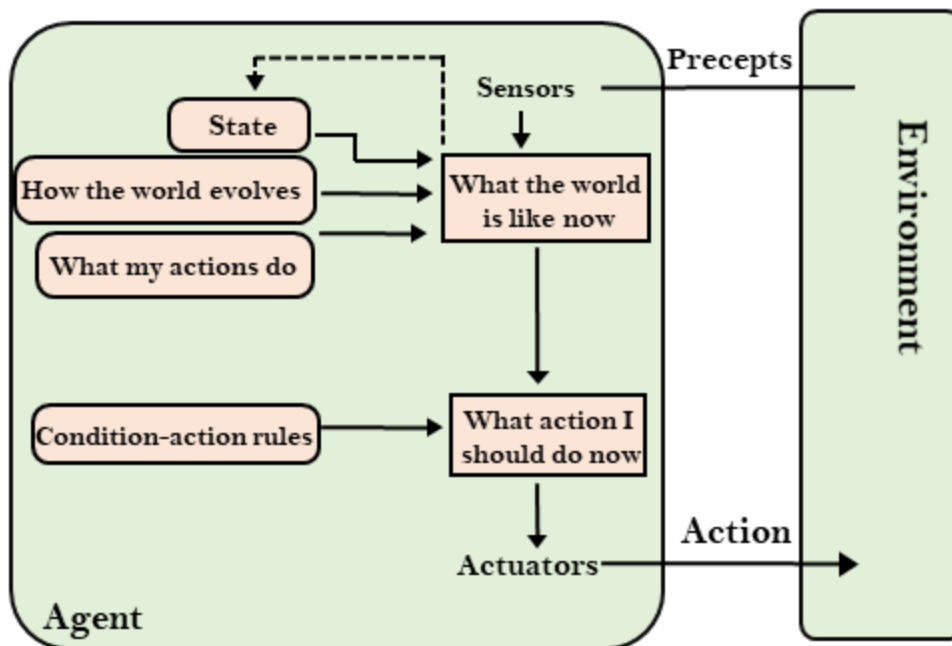 Precepts
Sensors
State
How the world evolves
What my actions do
What the world
is like now
Environment
Condition-action rules
What action I
should do now
Action
Actuators
Agent